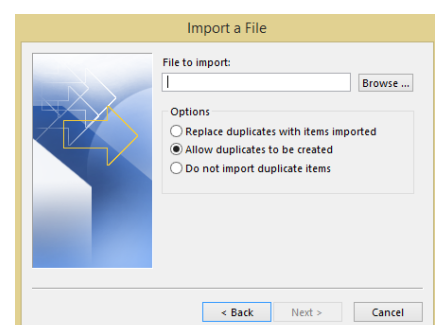 Import a File
File to import:
Browse ...
Options
Replace duplicates with items imported
Allow duplicates to be created
Do not import duplicate items
< Back Next > Cancel